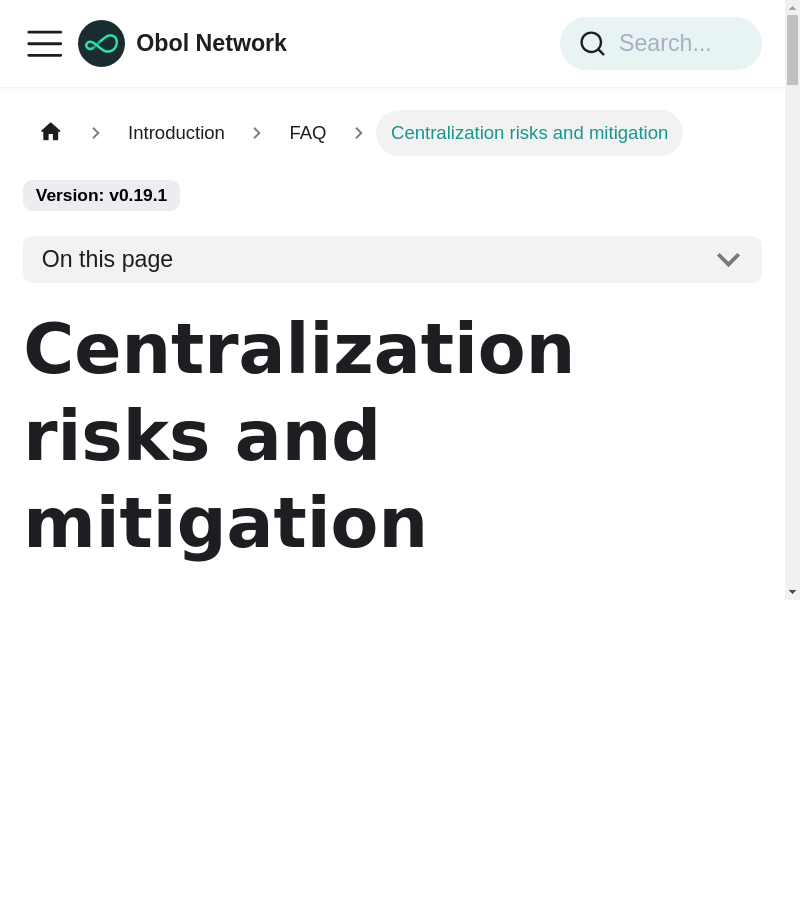 Obol Network
Search...
Introduction
FAQ
Centralization risks and mitigation
Version: v0.19.1
On this page
Centralization
risks and
mitigation